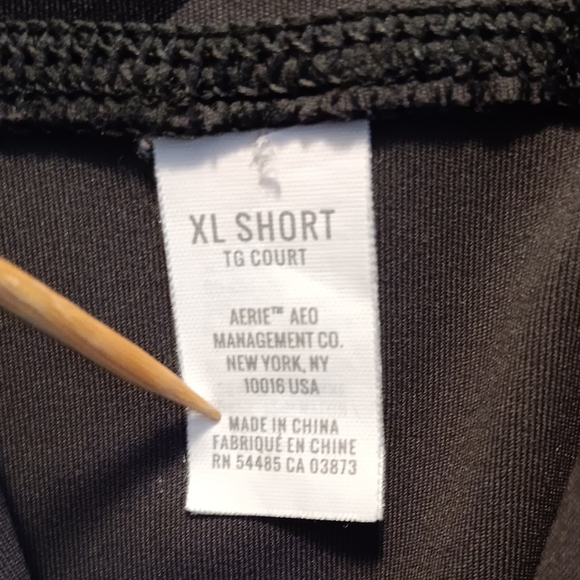 XL SHORT
TG COURT
AERIE™ AEO
MANAGEMENT CO.
NEW YORK, NY
10016 USA
MADE IN CHINA
FABRIQUÉ EN CHINE
RN 54485 CA 03873